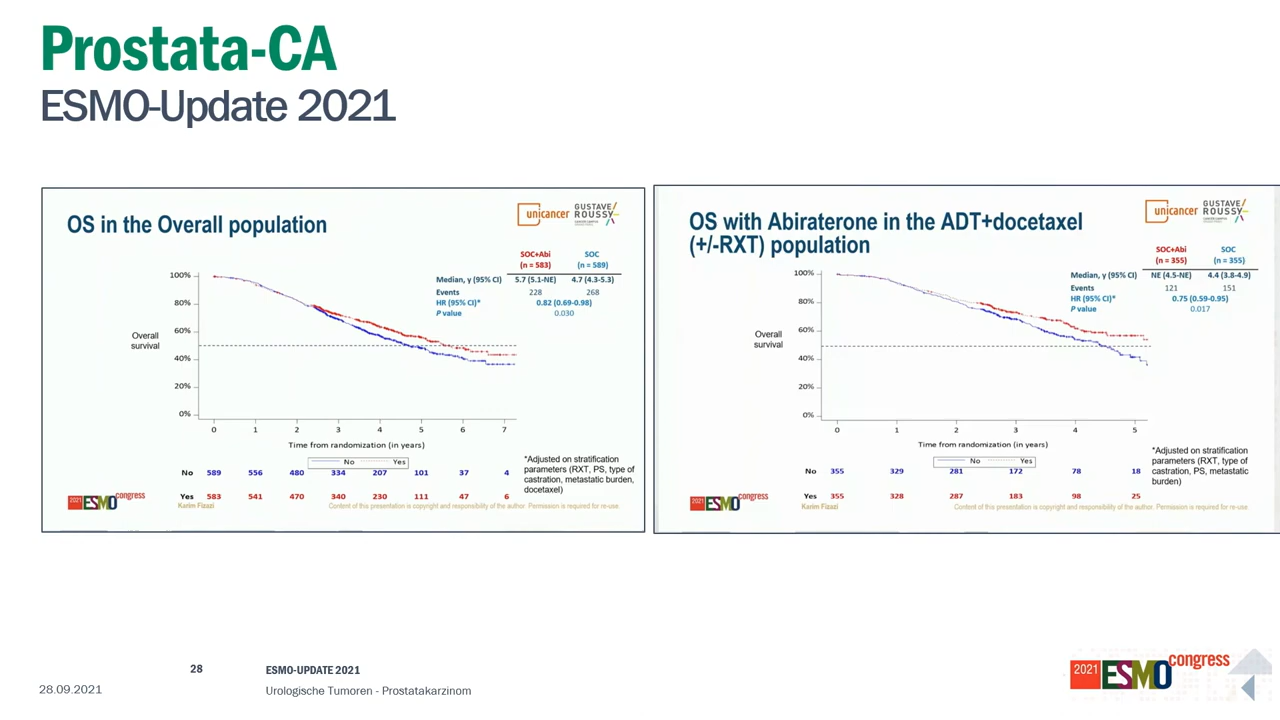 Prostata-CA
ESMO-Update 2021
OS in the Overall population
unicancer
GUSTAVE/
ROUSSY
SOC+Abi SOC
(n = 583) (n = 589)
Median, y (95% CI) 5.7 (5.1-NE) 4.7 (4.3-5.3)
Events 228 268
HR (95% CI)* 0.82 (0.69-0.98)
P value 0.030
100%
80%
60%
40%
20%
0%
Overall
survival
0 1 2 3 4 5 6 7
Time from randomization (in years)
No Yes
No 589 556 480 334 207 101 37 4
Yes 583 541 470 340 230 111 47 6
*Adjusted on stratification
parameters (RXT, PS, type of
castration, metastatic burden,
docetaxel)
2021 ESMO congress
Karim Fizazi
Content of this presentation is copyright and responsibility of the author. Permission is required for re-use.
OS with Abiraterone in the ADT+docetaxel
(+/-RXT) population
unicancer
GUSTAVE/
ROUSSY
SOC+Abi SOC
(n = 355) (n = 355)
Median, y (95% CI) NE (4.5-NE) 4.4 (3.8-4.9)
Events 121 151
HR (95% CI)* 0.75 (0.59-0.95)
P value 0.017
100%
80%
60%
40%
20%
0%
Overall
survival
0 1 2 3 4 5
Time from randomization (in years)
No Yes
No 355 329 281 172 78 18
Yes 355 328 287 183 98 25
*Adjusted on stratification
parameters (RXT, type of
castration, PS, metastatic
burden)
2021 ESMO congress
Karim Fizazi
Content of this presentation is copyright and responsibility of the author. Permission is required for re-use.
28.09.2021
28
ESMO-UPDATE 2021
Urologische Tumoren - Prostatakarzinom
2021 ESMO congress